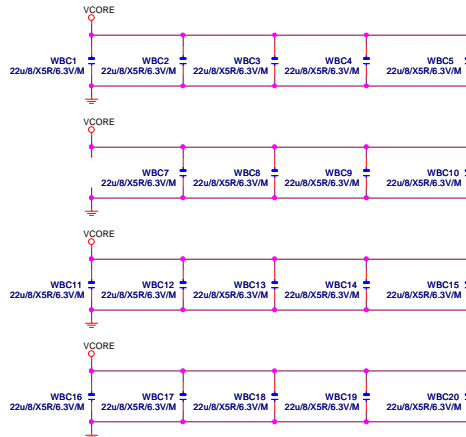 VCORE
WBC1 WBC2 WBC3 WBC4 WBC5
22u/8/X5R/6.3V/M 22u/8/X5R/6.3V/M 22u/8/X5R/6.3V/M 22u/8/X5R/6.3V/M 22u/8/X5R/6.3V/M
VCORE
WBC7 WBC8 WBC9 WBC10
22u/8/X5R/6.3V/M 22u/8/X5R/6.3V/M 22u/8/X5R/6.3V/M 22u/8/X5R/6.3V/M
VCORE
WBC11 WBC12 WBC13 WBC14 WBC15
22u/8/X5R/6.3V/M 22u/8/X5R/6.3V/M 22u/8/X5R/6.3V/M 22u/8/X5R/6.3V/M 22u/8/X5R/6.3V/M
VCORE
WBC16 WBC17 WBC18 WBC19 WBC20
22u/8/X5R/6.3V/M 22u/8/X5R/6.3V/M 22u/8/X5R/6.3V/M 22u/8/X5R/6.3V/M 22u/8/X5R/6.3V/M